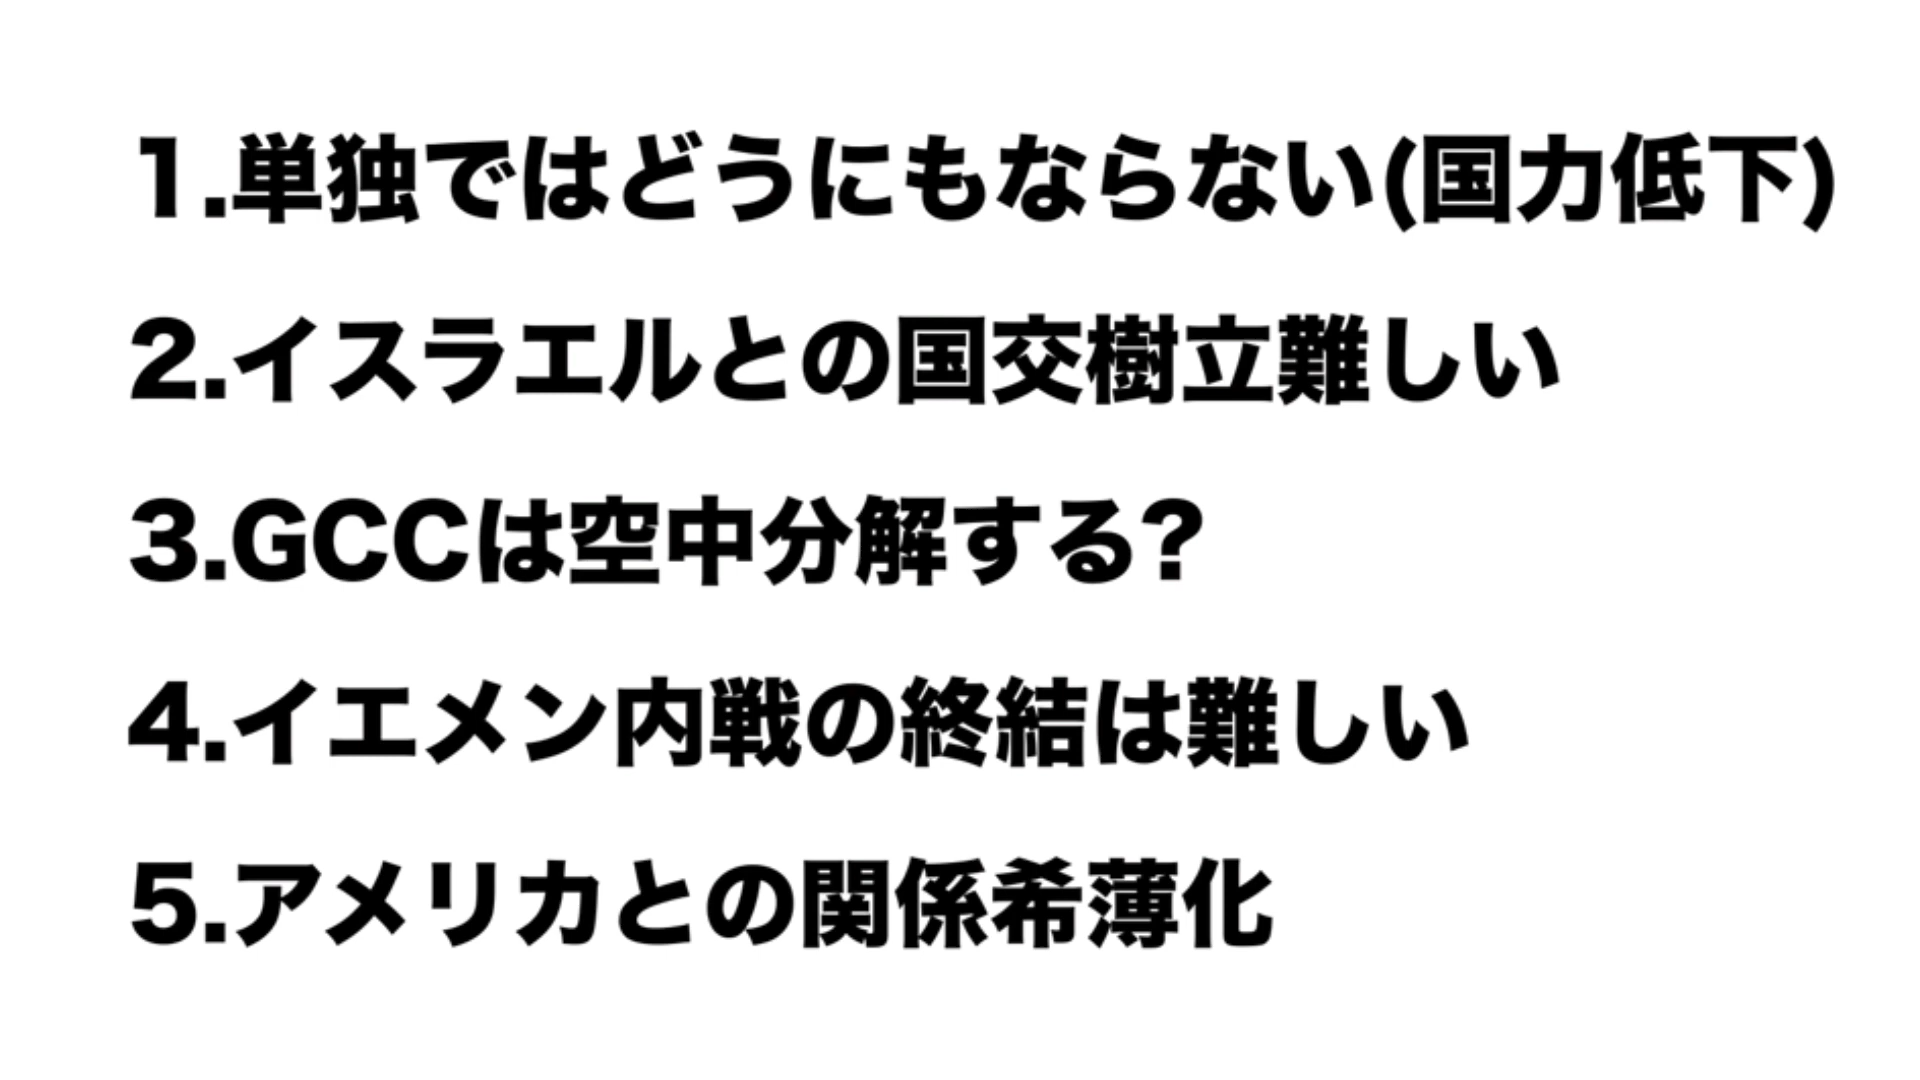 1.単独ではどうにもならない(国力低下)
2.イスラエルとの国交樹立難しい
3.GCCは空中分解する?
4.イエメン内戦の終結は難しい
5.アメリカとの関係希薄化